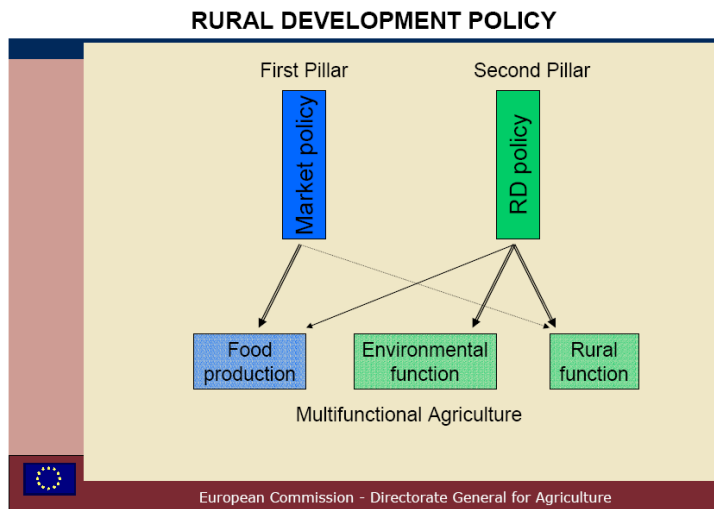 RURAL DEVELOPMENT POLICY
First Pillar
Second Pillar
Market policy
RD policy
Food
production
Environmental
function
Rural
function
Multifunctional Agriculture
European Commission - Directorate General for Agriculture